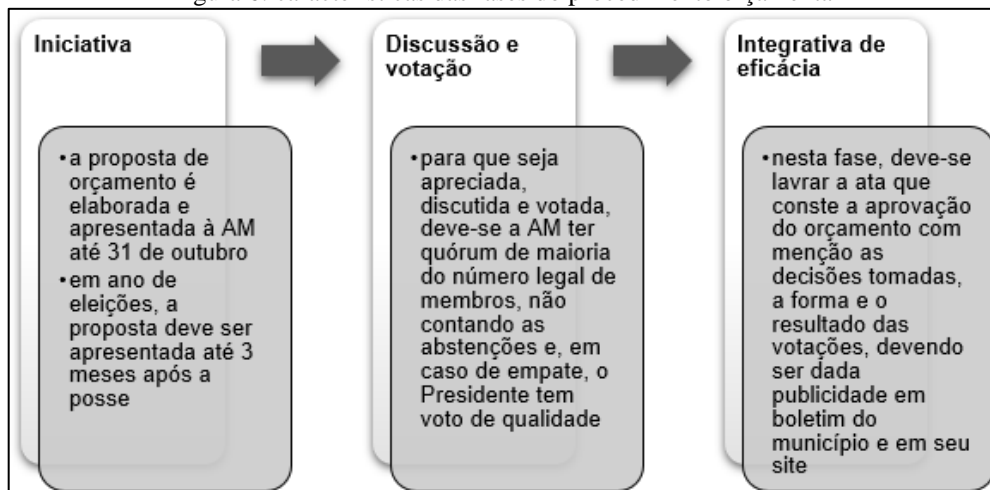 Iniciativa
• a proposta de
orçamento é
elaborada e
apresentada à AM
até 31 de outubro
• em ano de
eleições, a
proposta deve ser
apresentada até 3
meses após a
posse
Discussão e
votação
• para que seja
apreciada,
discutida e votada,
deve-se a AM ter
quórum de maioria
do número legal de
membros, não
contando as
abstenções e, em
caso de empate, o
Presidente tem
voto de qualidade
Integrativa de
eficácia
• nesta fase, deve-se
lavrar a ata que
conste a aprovação
do orçamento com
menção as
decisões tomadas,
a forma e o
resultado das
votações, devendo
ser dada
publicidade em
boletim do
município e em seu
site